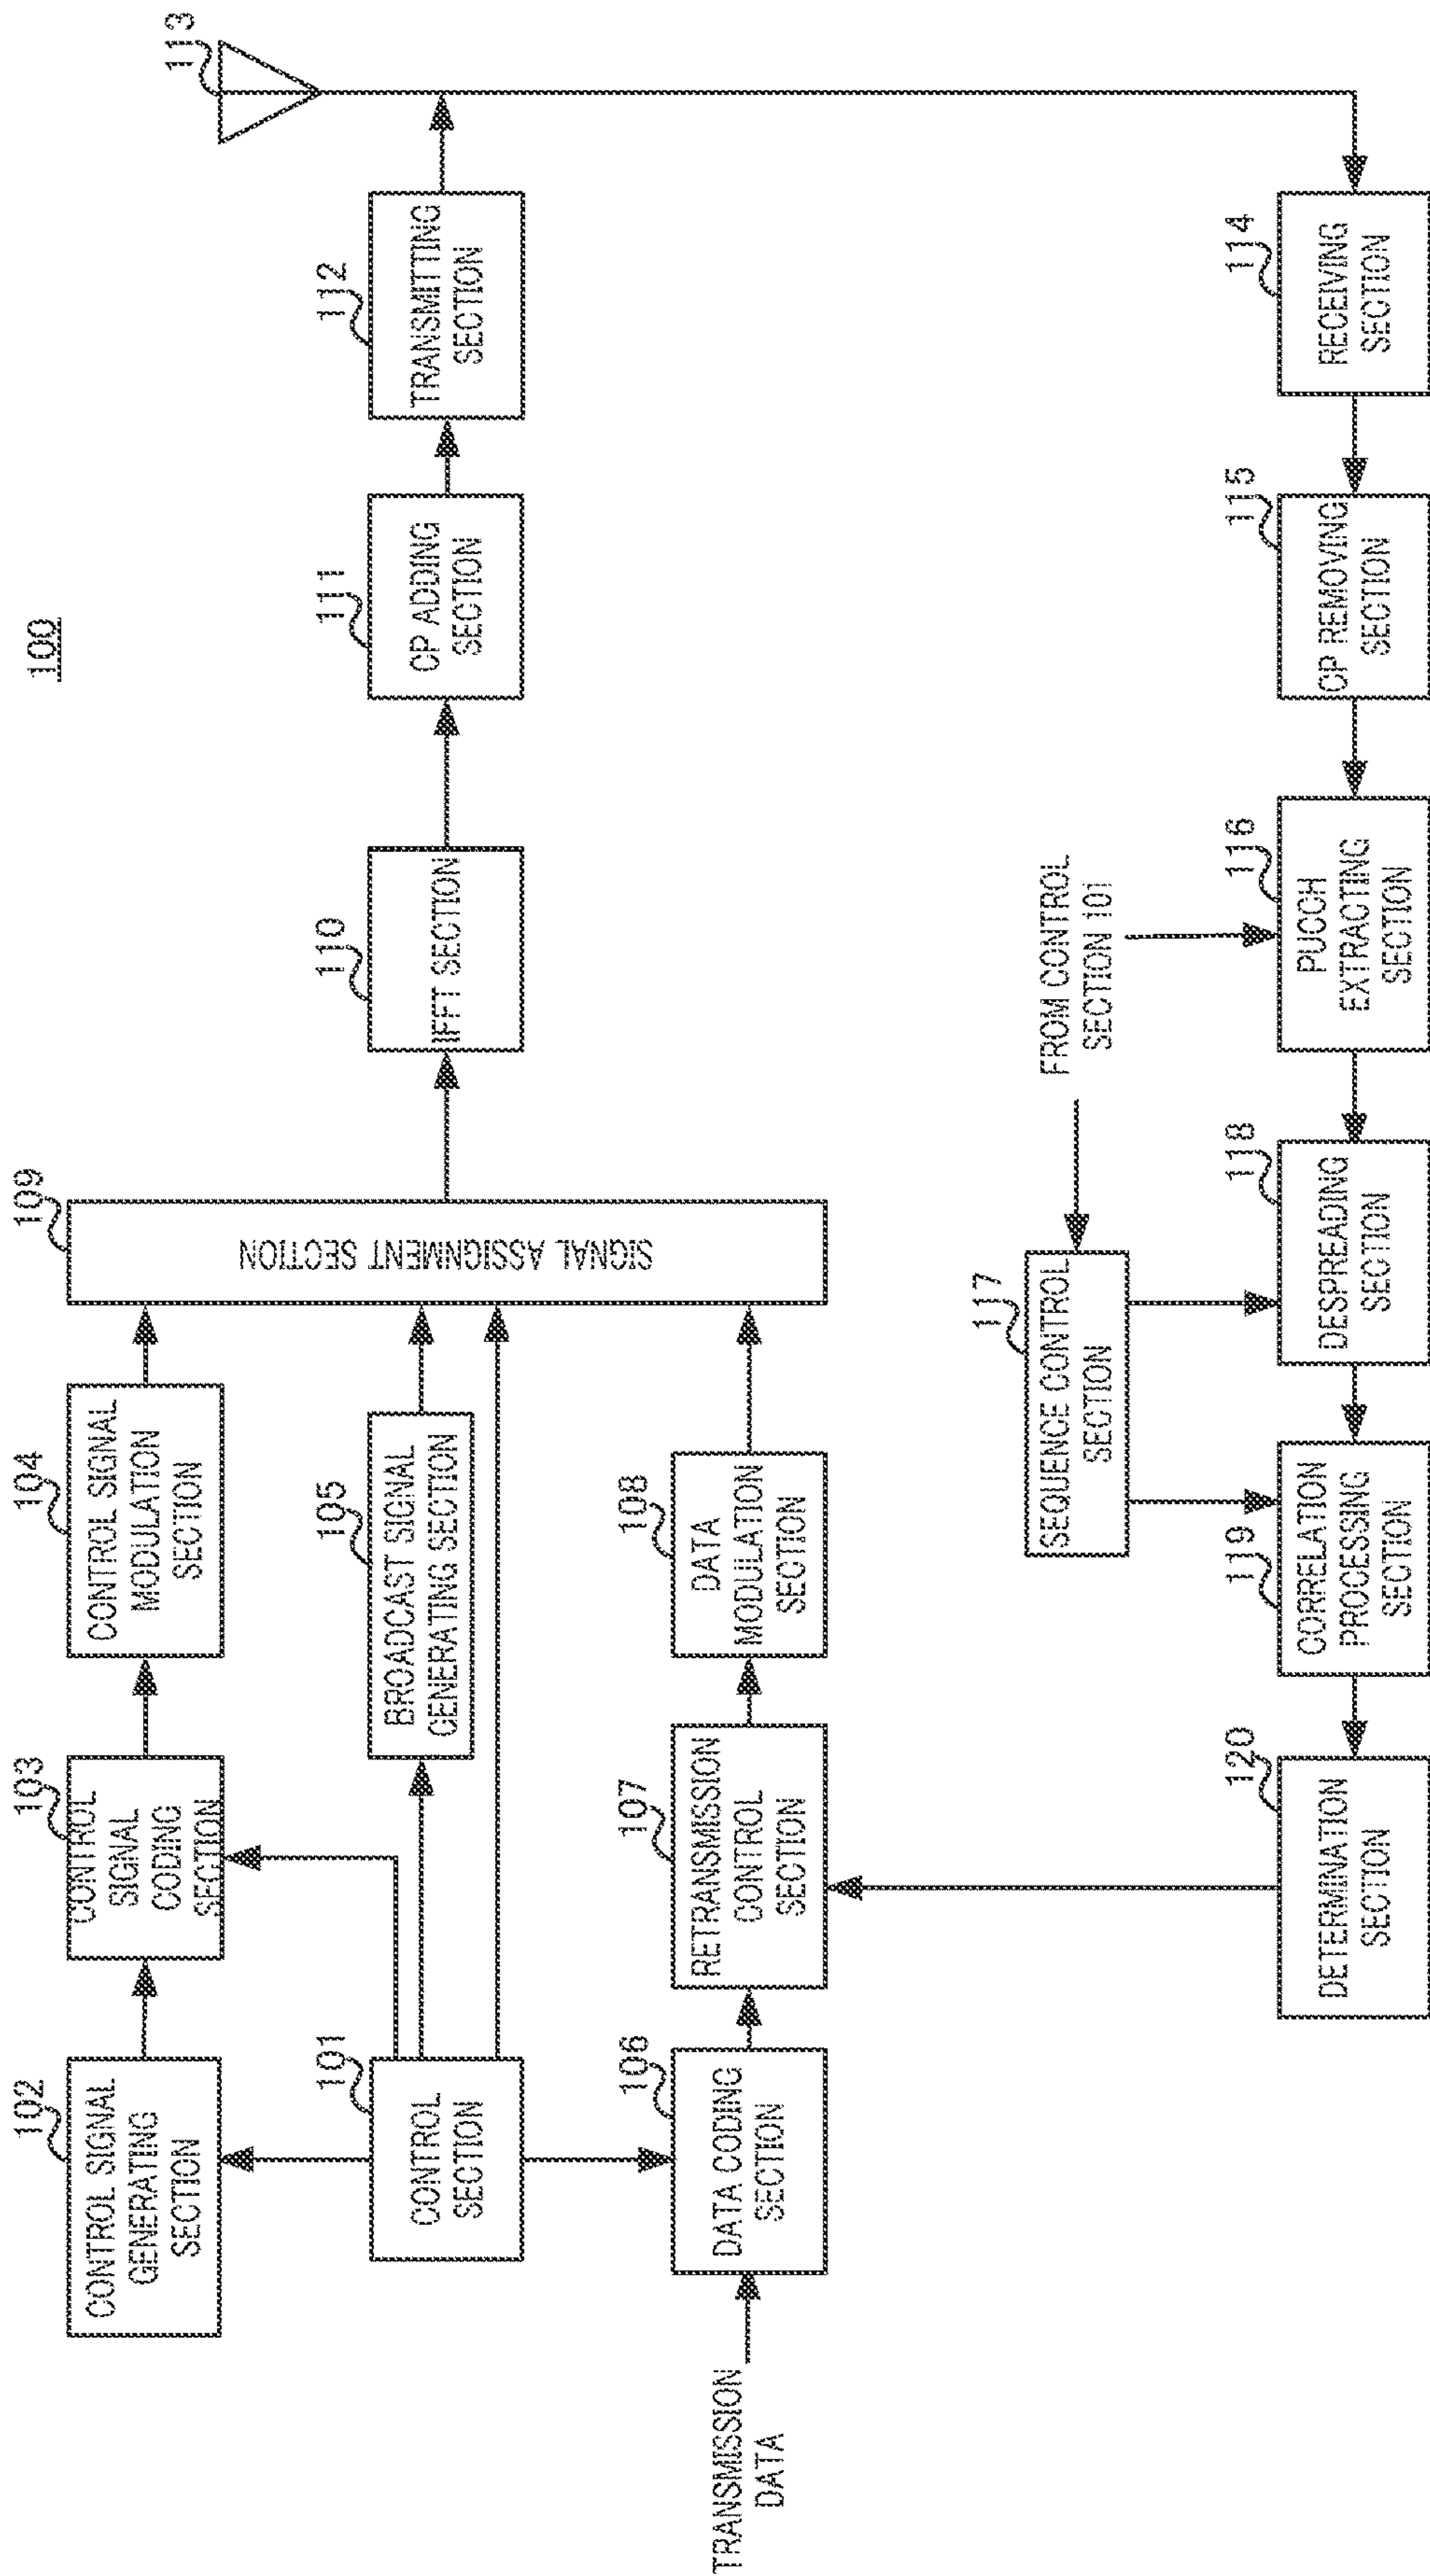 100
102
CONTROL SIGNAL
GENERATING
SECTION
103
CONTROL
SIGNAL
CODING
SECTION
104
CONTROL SIGNAL
MODULATION
SECTION
109
SIGNAL ASSIGNMENT SECTION
101
CONTROL
SECTION
105
BROADCAST SIGNAL
GENERATING SECTION
110
IFFT SECTION
111
CP ADDING
SECTION
112
TRANSMITTING
SECTION
113
TRANSMISSION
DATA
106
DATA CODING
SECTION
107
RETRANSMISSION
CONTROL
SECTION
108
DATA
MODULATION
SECTION
117
SEQUENCE CONTROL
SECTION
FROM CONTROL
SECTION 101
120
DETERMINATION
SECTION
119
CORRELATION
PROCESSING
SECTION
118
DESPREADING
SECTION
116
PUCCH
EXTRACTING
SECTION
115
CP REMOVING
SECTION
114
RECEIVING
SECTION